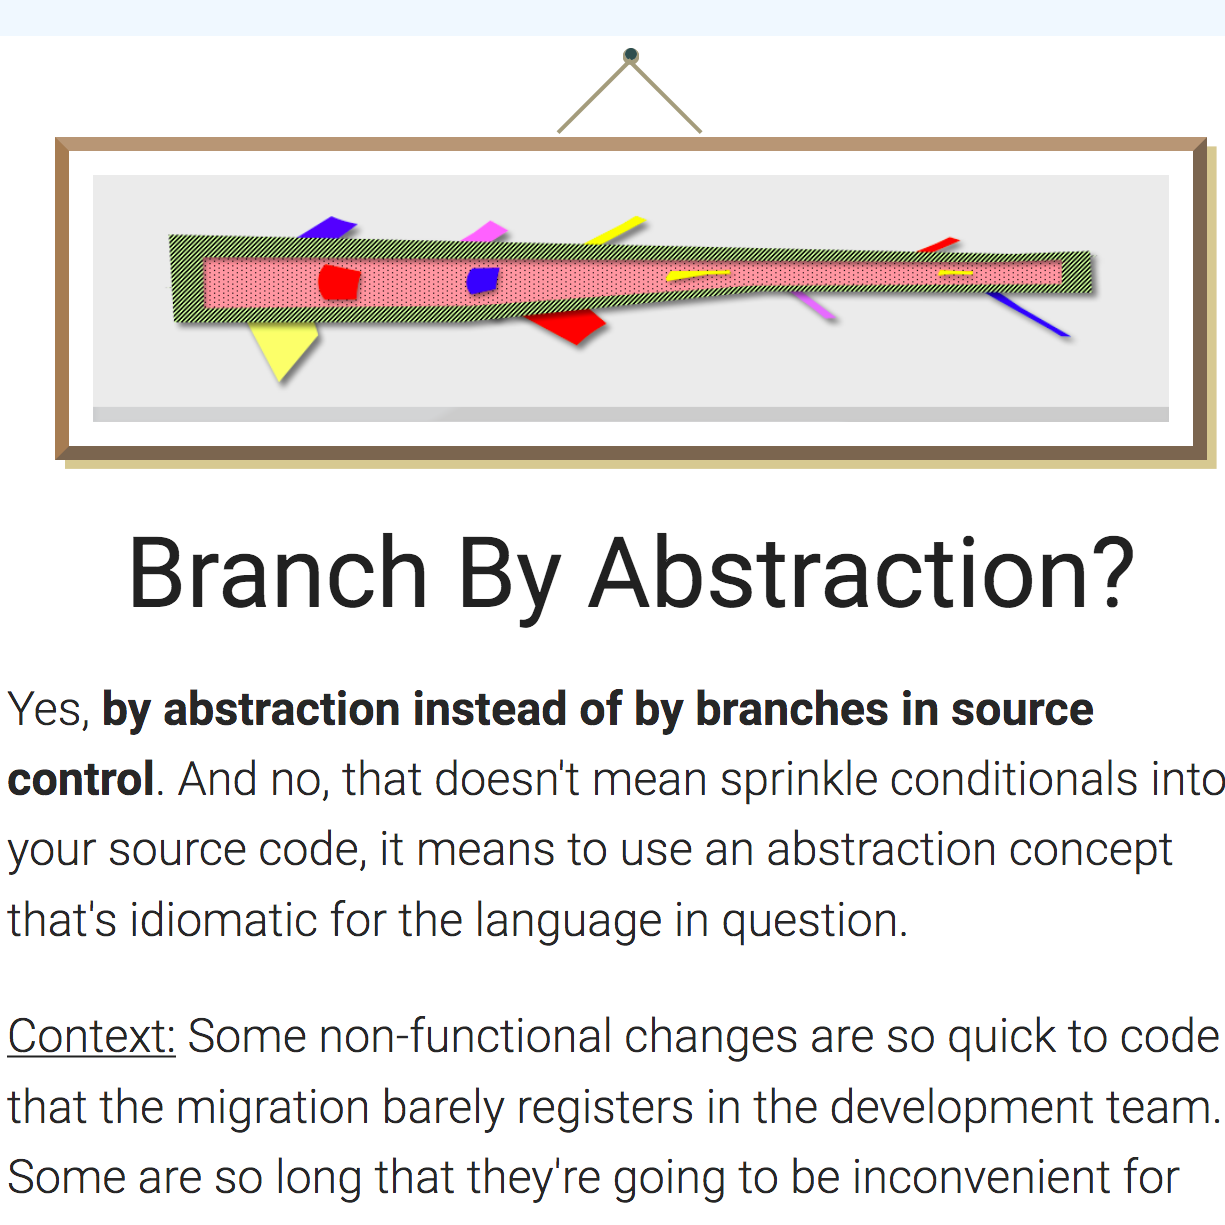 Branch By Abstraction?
Yes, by abstraction instead of by branches in source
control. And no, that doesn't mean sprinkle conditionals into
your source code, it means to use an abstraction concept
that's idiomatic for the language in question.
Context: Some non-functional changes are so quick to code
that the migration barely registers in the development team.
Some are so long that they're going to be inconvenient for